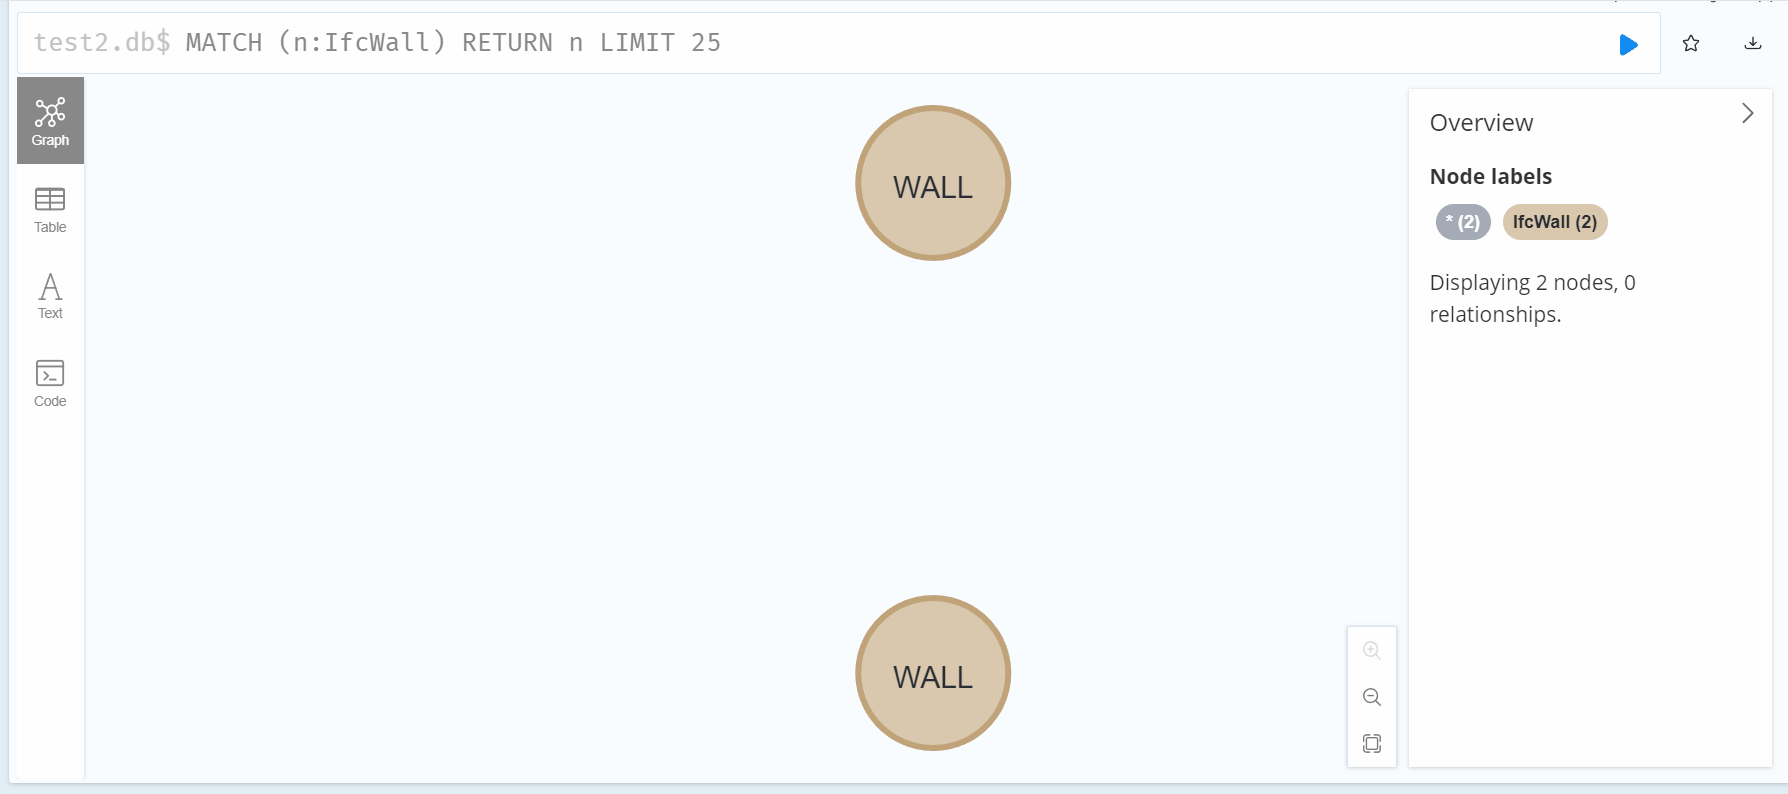 test2.db$ MATCH (n:IfcWall) RETURN n LIMIT 25
Graph
Table
Text
Code
WALL
WALL
Overview
Node labels
* (2) IfcWall (2)
Displaying 2 nodes, 0
relationships.